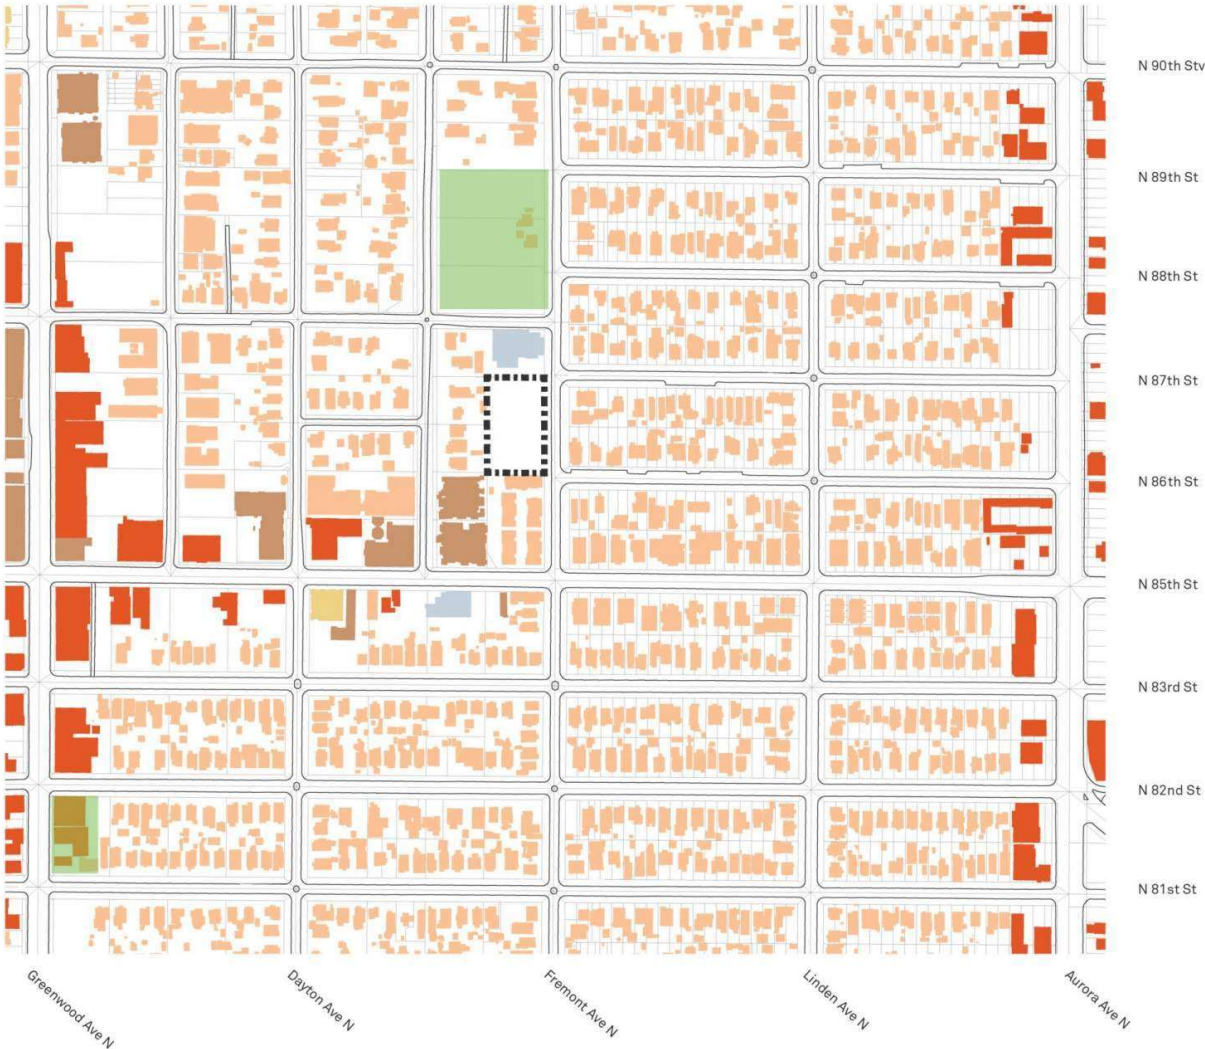 N 90th Stv
N 89th St
N 88th St
N 87th St
N 86th St
N 85th St
N 83rd St
N 82nd St
N 81st St
Greenwood Ave N
Dayton Ave N
Fremont Ave N
Linden Ave N
Aurora Ave N